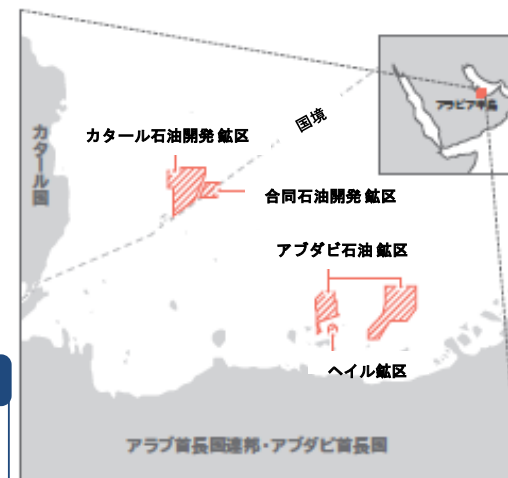 アラビア半島
国境
カタール石油開発 鉱区
カタール国
合同石油開発 鉱区
アブダビ石油 鉱区
ヘイル鉱区
アラブ首長国連邦・アブダビ首長国